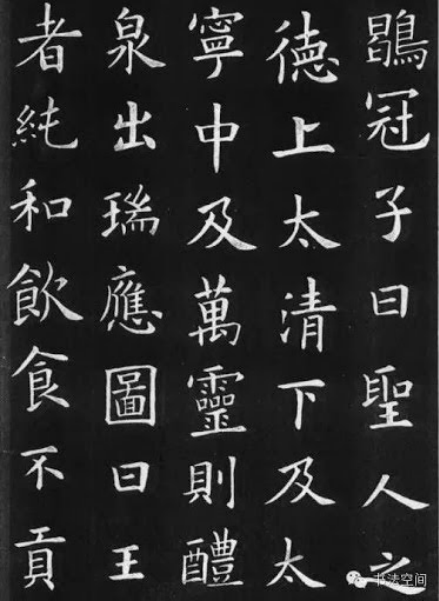 鶡冠子曰聖人之
德上太清下及太
寧中及萬靈則醴
泉出瑞應圖曰王
者純和飲食不貢
书法空间